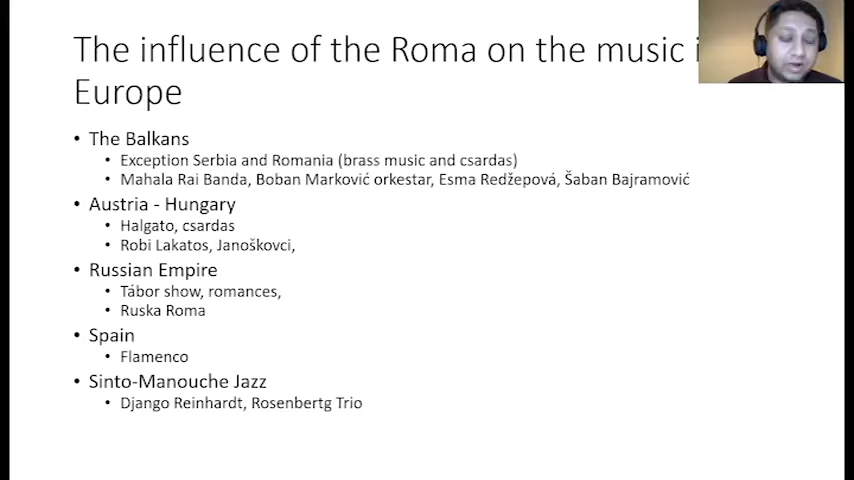 The influence of the Roma on the music
Europe
• The Balkans
• Exception Serbia and Romania (brass music and csardas)
• Mahala Rai Banda, Boban Marković orkestar, Esma Redžepová, Šaban Bajramović
• Austria - Hungary
• Halgato, csardas
• Robi Lakatos, Janoškovci,
• Russian Empire
• Tábor show, romances,
• Ruska Roma
• Spain
• Flamenco
• Sinto-Manouche Jazz
• Django Reinhardt, Rosenbertg Trio